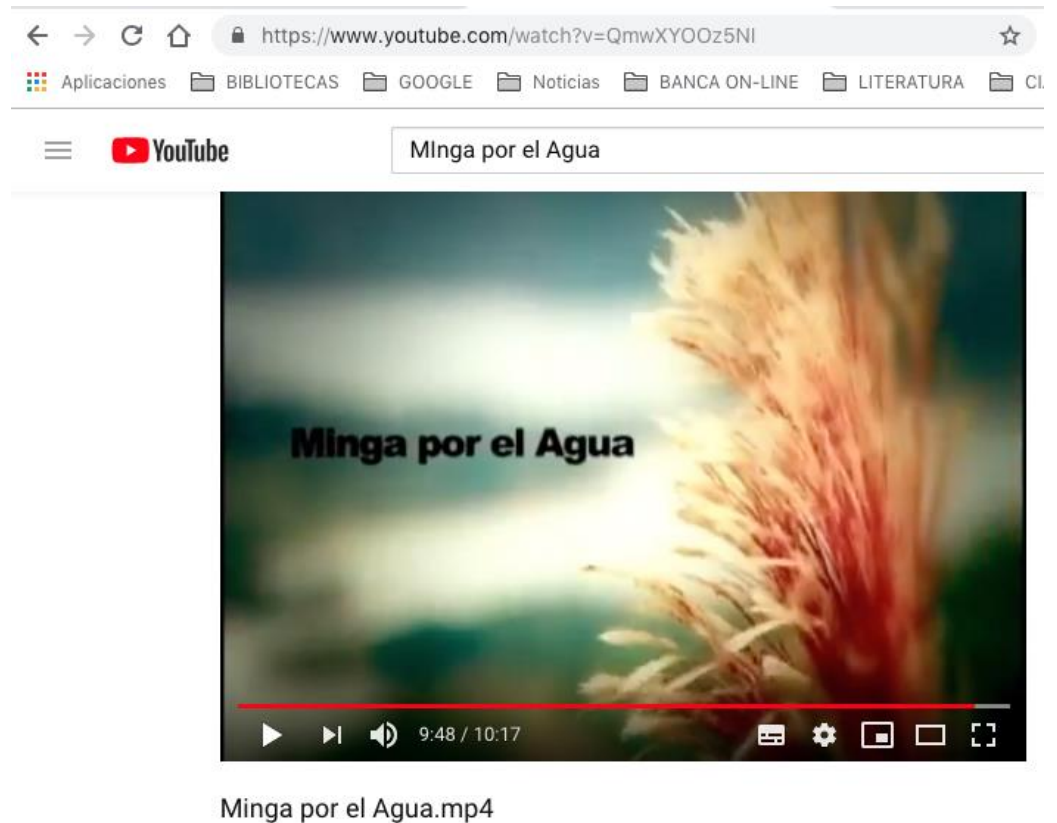 https://www.youtube.com/watch?v=QmwXYOOz5NI
Aplicaciones BIBLIOTECAS GOOGLE Noticias BANCA ON-LINE LITERATURA
YouTube MInga por el Agua
Minga por el Agua
9:48 / 10:17
Minga por el Agua.mp4